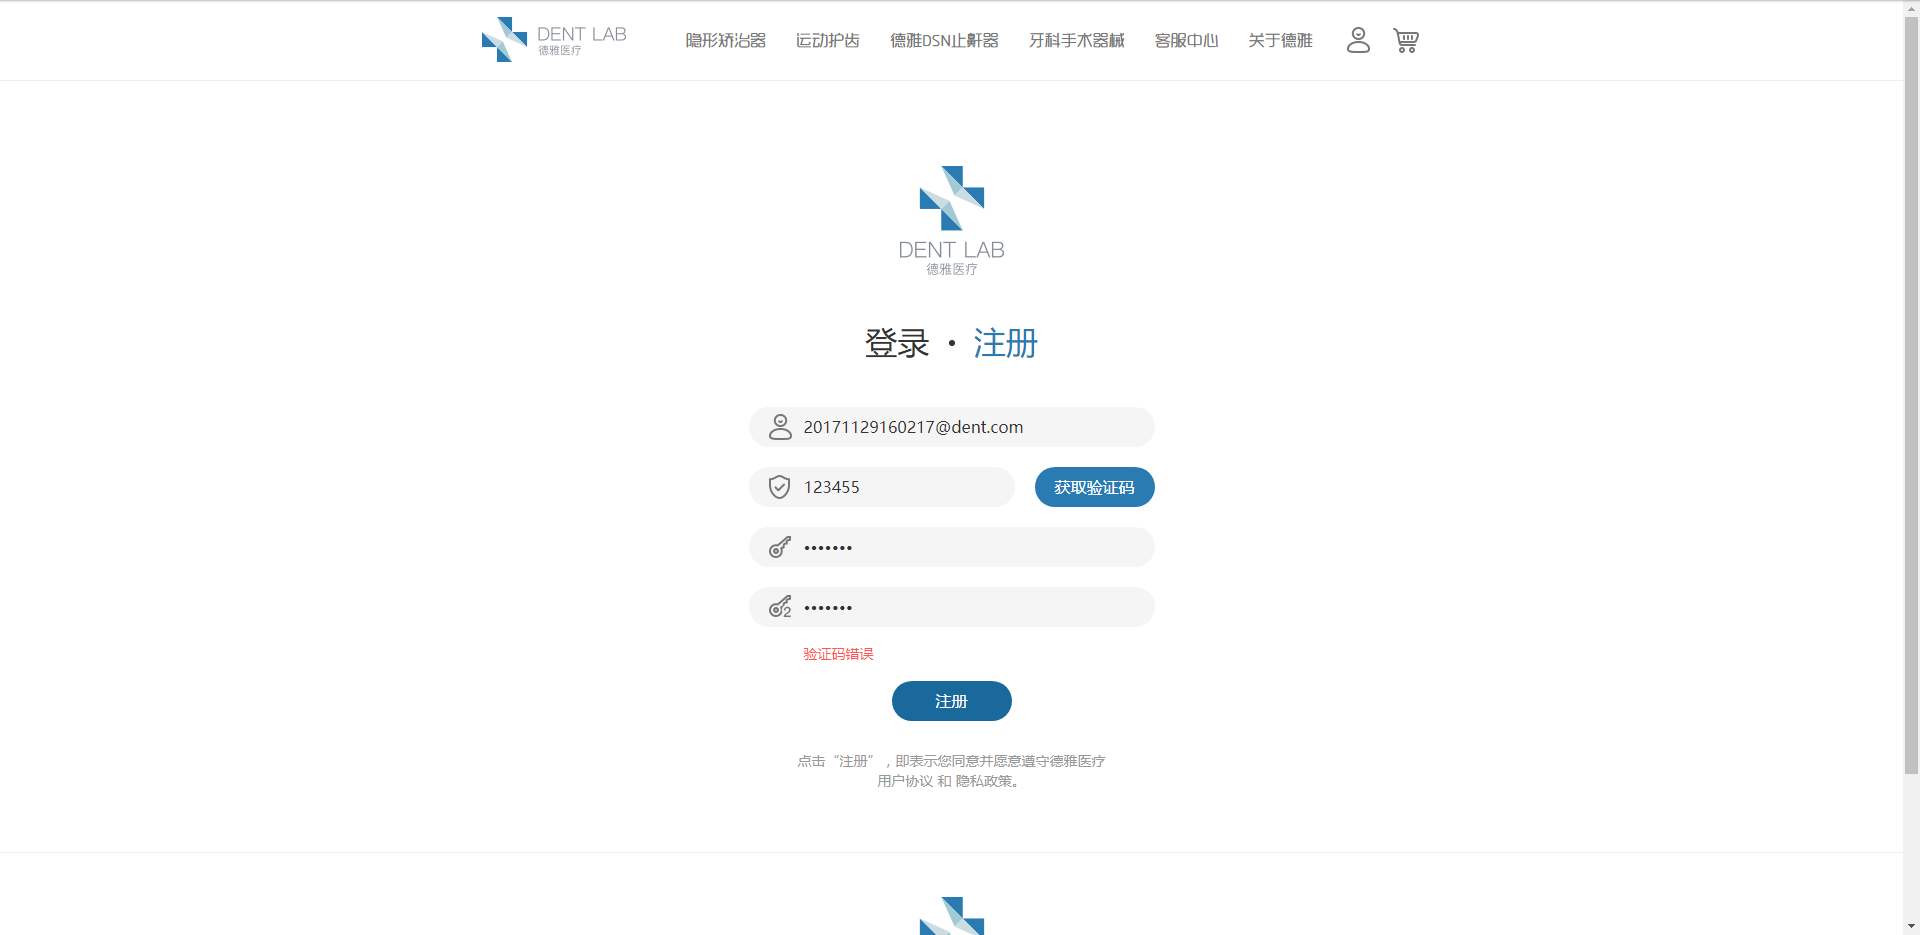 DENT LAB
德雅医疗
隐形矫治器 运动护齿 德雅DSN止鼾器 牙科手术器械 客服中心 关于德雅
DENT LAB
德雅医疗
登录 · 注册
20171129160217@dent.com
123455 获取验证码
•••••••
2 •••••••
验证码错误
注册
点击“注册”，即表示您同意并愿意遵守德雅医疗
用户协议 和 隐私政策。